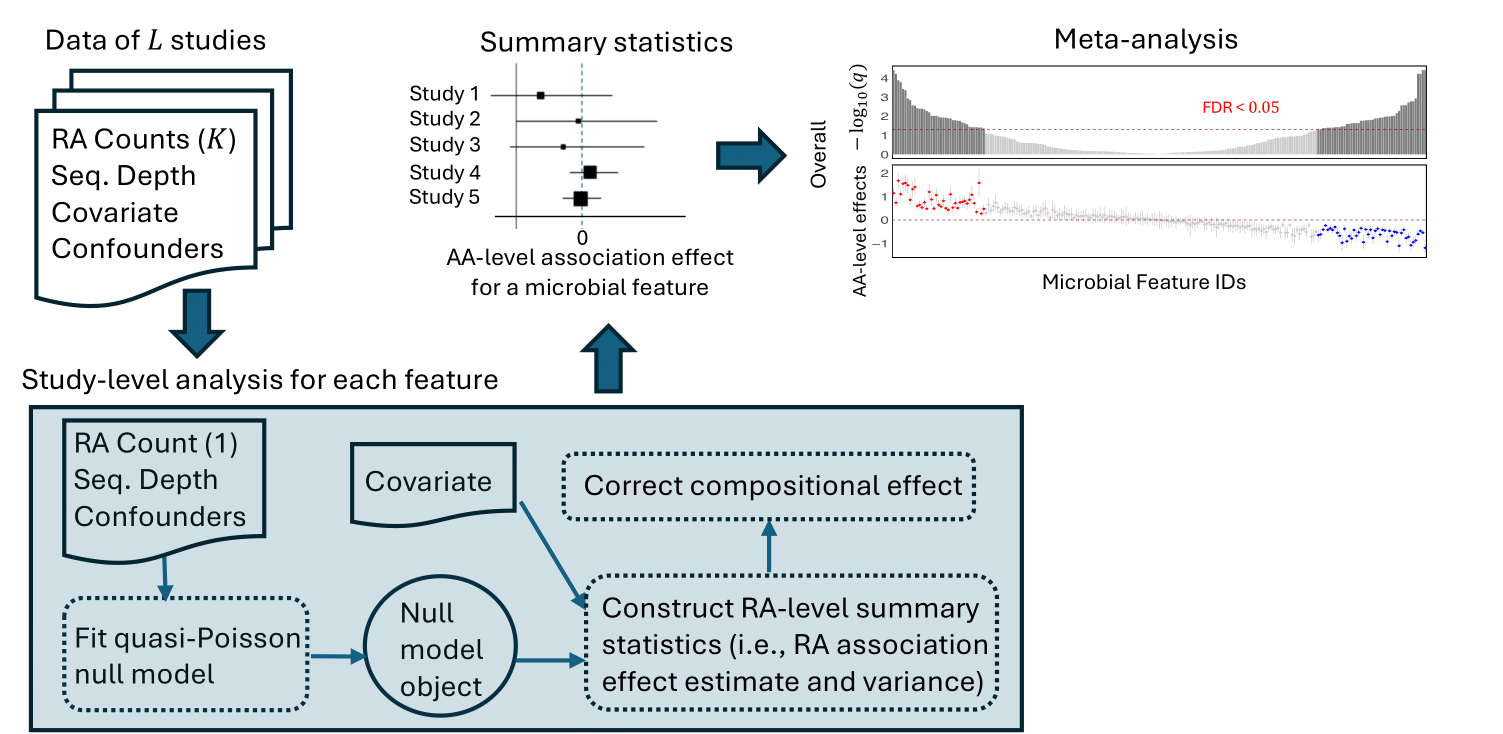 Data of L studies
RA Counts (K)
Seq. Depth
Covariate
Confounders
Summary statistics
Study 1
Study 2
Study 3
Study 4
Study 5
0
AA-level association effect
for a microbial feature
Meta-analysis
Overall
− log₁₀(q)
4
3
2
1
0
FDR < 0.05
AA-level effects
2
1
0
−1
Microbial Feature IDs
Study-level analysis for each feature
RA Count (1)
Seq. Depth
Confounders
Fit quasi-Poisson
null model
Null
model
object
Covariate
Construct RA-level summary
statistics (i.e., RA association
effect estimate and variance)
Correct compositional effect